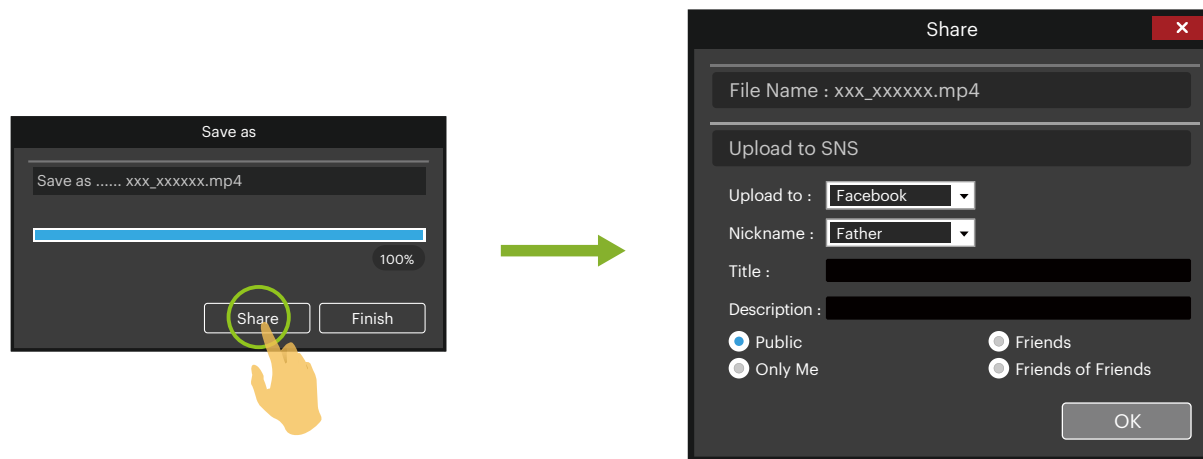 Save as
Save as ...... xxx_xxxxxx.mp4
100%
Share
Finish
Share
File Name : xxx_xxxxxx.mp4
Upload to SNS
Upload to : Facebook
Nickname : Father
Title :
Description :
Public
Friends
Only Me
Friends of Friends
OK